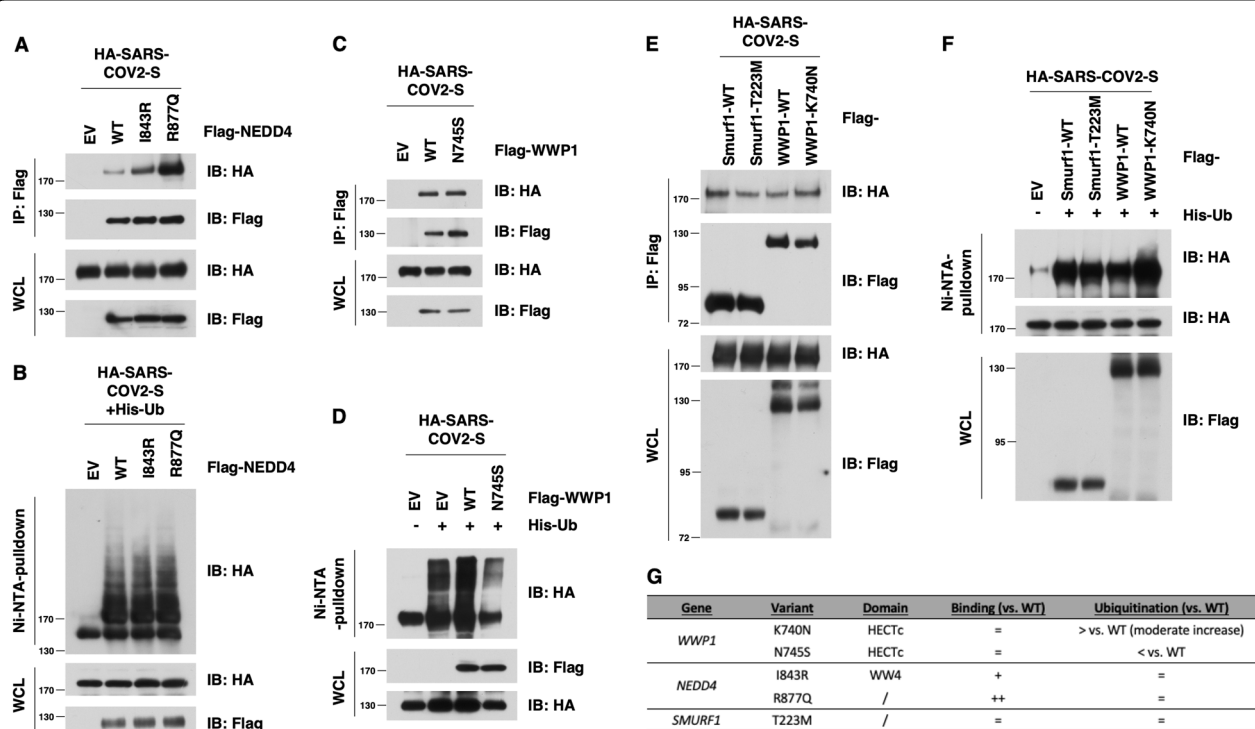 A
HA-SARS-
COV2-S
EV
WT
I843R
R877Q
Flag-NEDD4
IP: Flag
170
IB: HA
130
IB: Flag
WCL
170
IB: HA
130
IB: Flag
B
HA-SARS-
COV2-S
+His-Ub
EV
WT
I843R
R877Q
Flag-NEDD4
Ni-NTA-pulldown
IB: HA
170
130
WCL
170
IB: HA
130
IB: Flag
C
HA-SARS-
COV2-S
EV
WT
N745S
Flag-WWP1
IP: Flag
170
IB: HA
130
IB: Flag
WCL
170
IB: HA
130
IB: Flag
D
HA-SARS-
COV2-S
EV
EV
WT
N745S
Flag-WWP1
- + + + His-Ub
Ni-NTA
-pulldown
IB: HA
170
WCL
170
IB: Flag
130
IB: HA
E
HA-SARS-
COV2-S
Smurf1-WT
Smurf1-T223M
WWP1-WT
WWP1-K740N
Flag-
IP: Flag
170
IB: HA
130
95
72
IB: Flag
WCL
170
IB: HA
130
95
72
IB: Flag
F
HA-SARS-COV2-S
EV
Smurf1-WT
Smurf1-T223M
WWP1-WT
WWP1-K740N
Flag-
- + + + + His-Ub
Ni-NTA-
pulldown
170
IB: HA
170
IB: HA
WCL
130
95
IB: Flag
G
Gene Variant Domain Binding (vs. WT) Ubiquitination (vs. WT)
WWP1 K740N HECTc = > vs. WT (moderate increase)
N745S HECTc = < vs. WT
NEDD4 I843R WW4 + =
R877Q / ++ =
SMURF1 T223M / = =